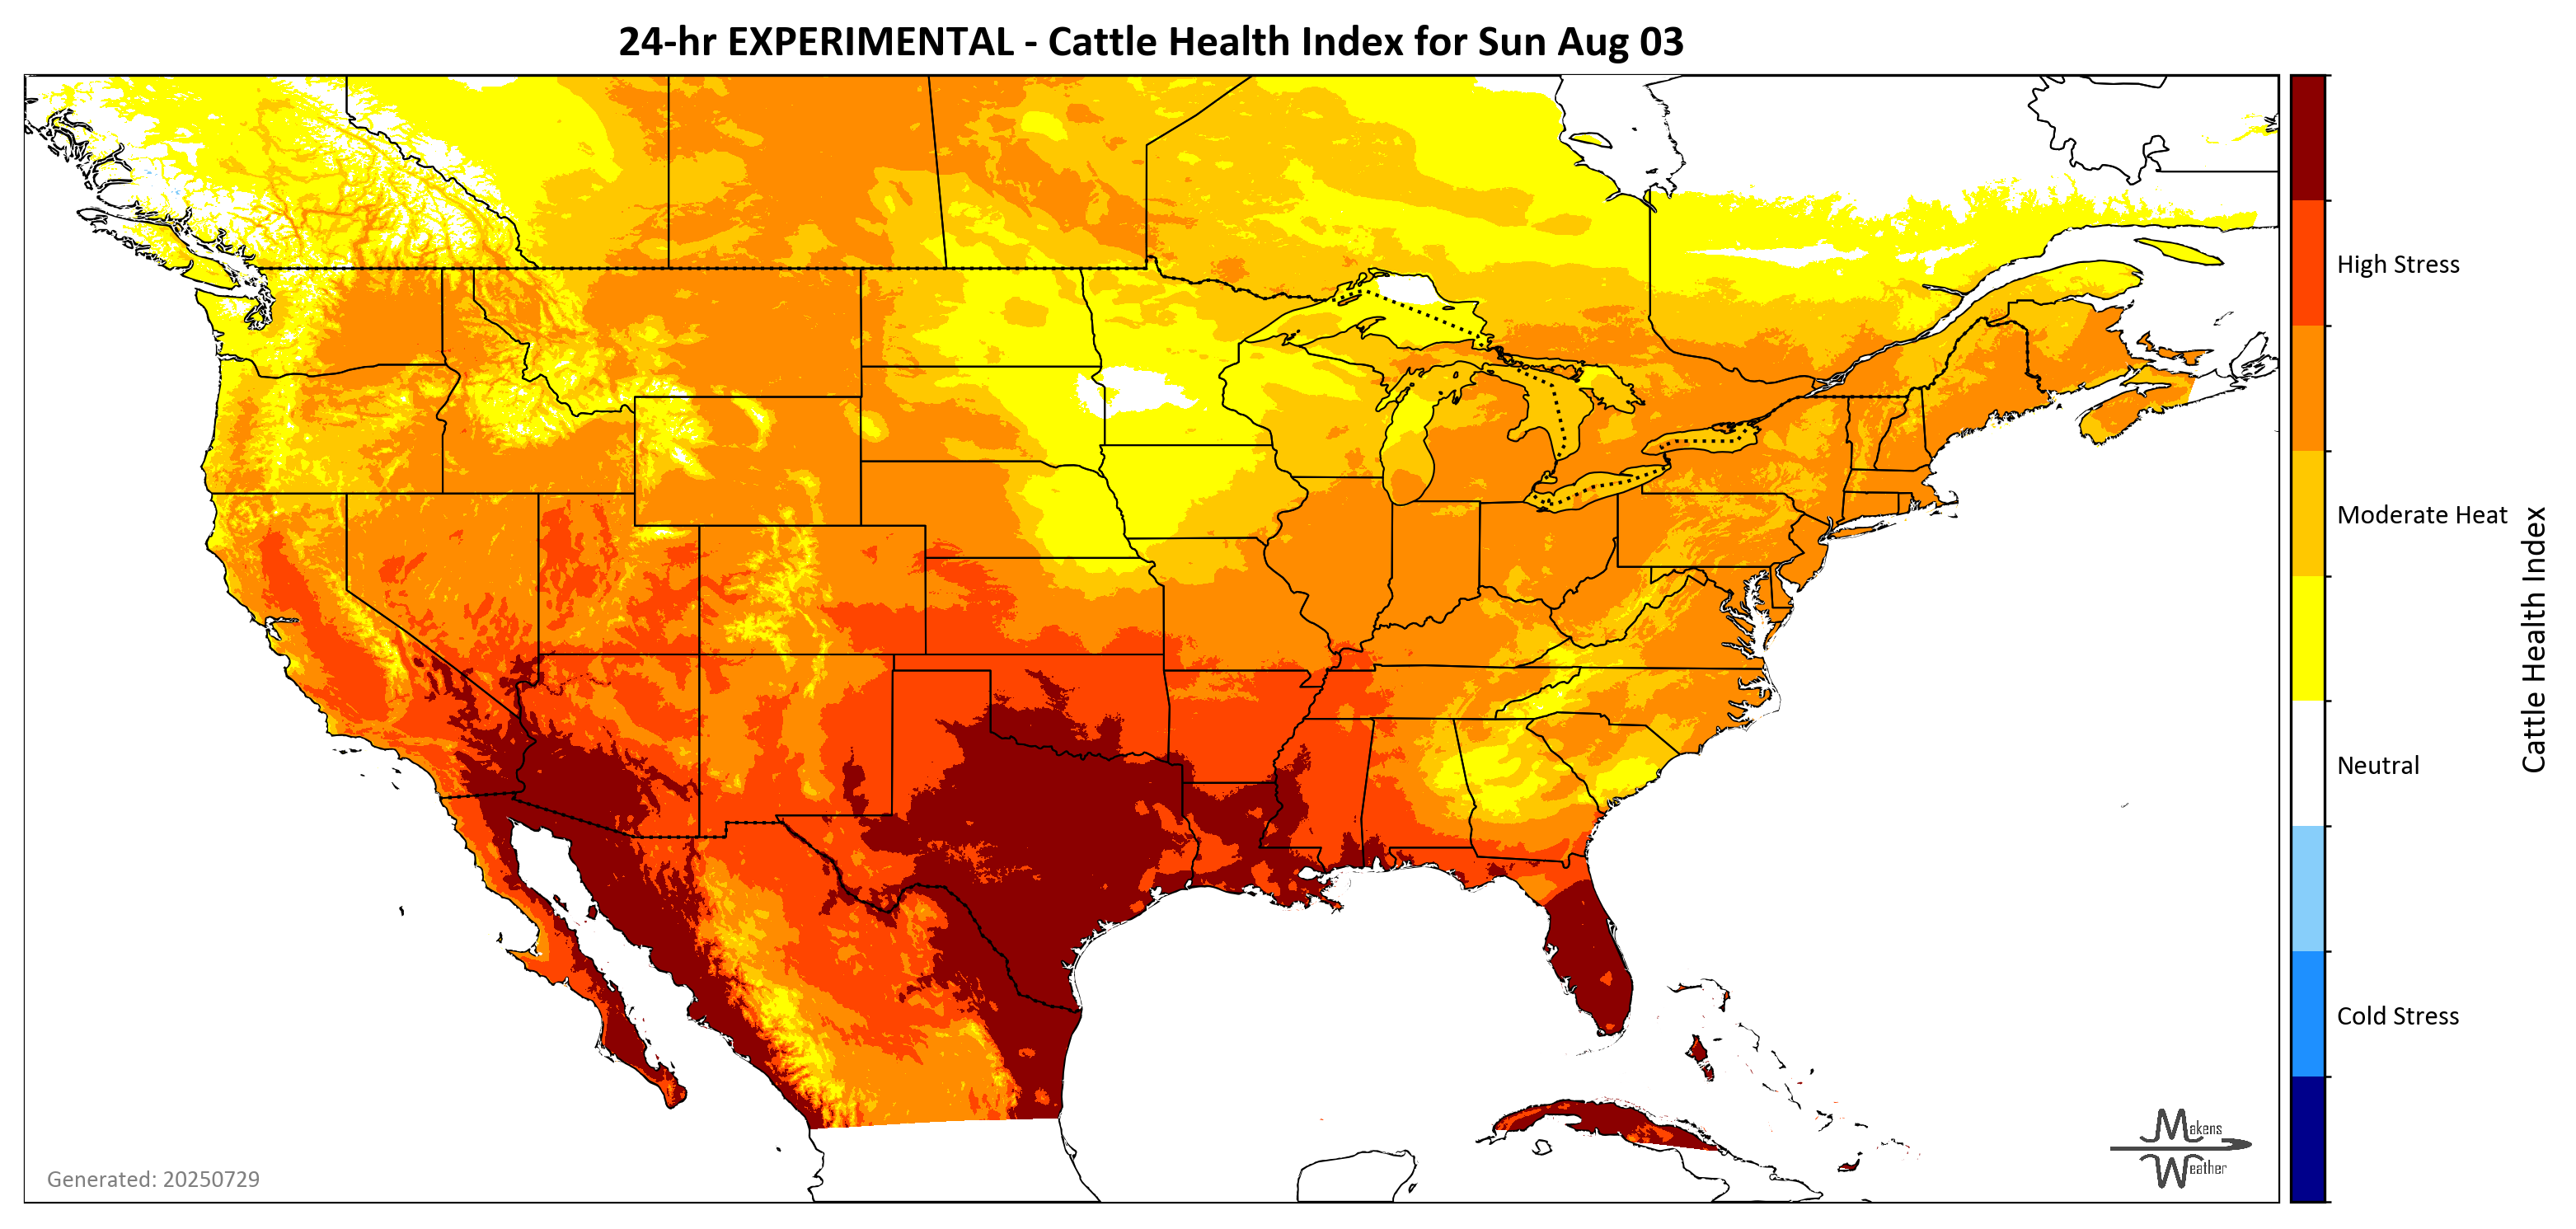 24-hr EXPERIMENTAL - Cattle Health Index for Sun Aug 03
High Stress
Moderate Heat
Neutral
Cold Stress
Cattle Health Index
Generated: 20250729
Makens
Weather